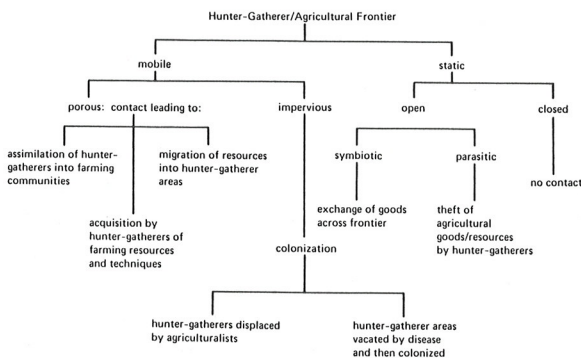 Hunter-Gatherer/Agricultural Frontier
mobile
static
porous: contact leading to:
impervious
open
closed
assimilation of hunter-
gatherers into farming
communities
migration of resources
into hunter-gatherer
areas
symbiotic
parasitic
no contact
acquisition by
hunter-gatherers of
farming resources
and techniques
exchange of goods
across frontier
theft of
agricultural
goods/resources
by hunter-gatherers
colonization
hunter-gatherers displaced
by agriculturalists
hunter-gatherer areas
vacated by disease
and then colonized